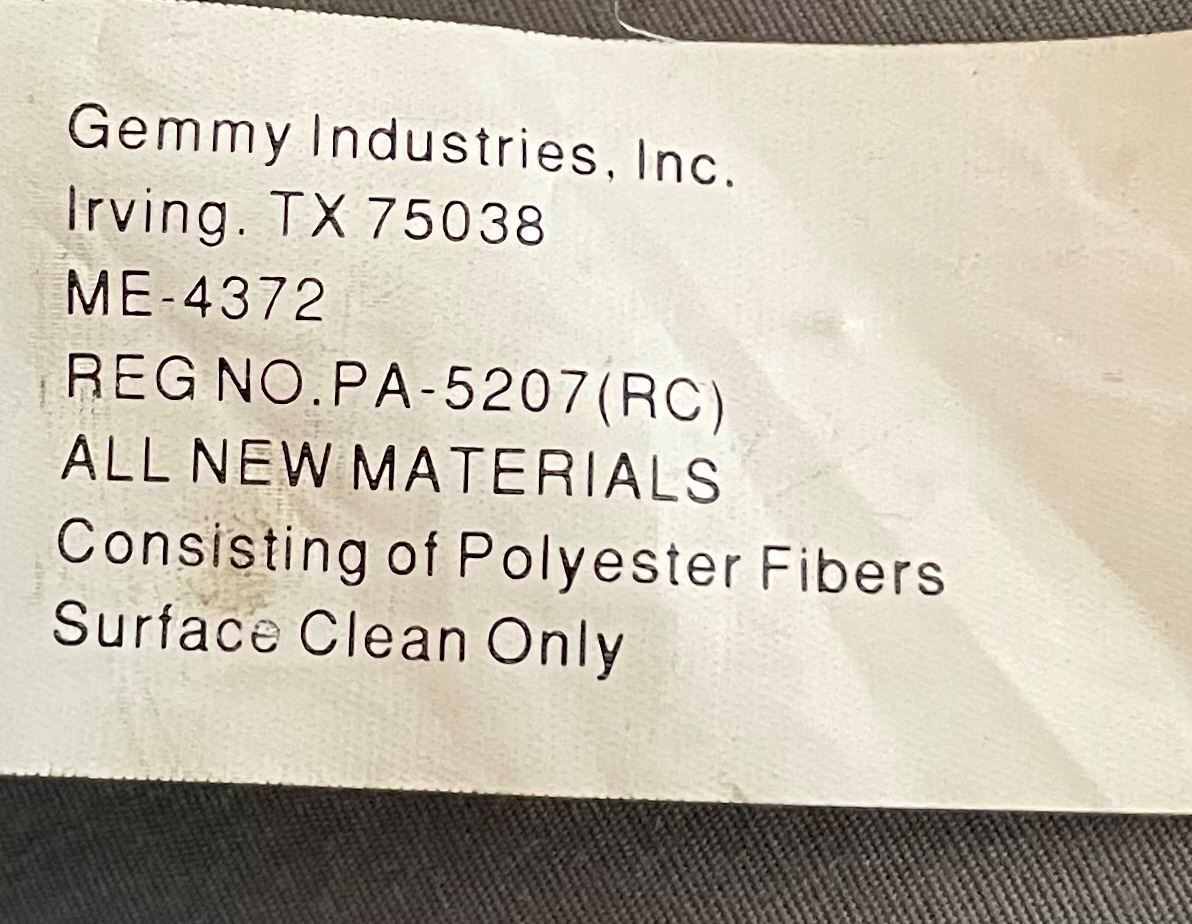 Gemmy Industries, Inc.
Irving. TX 75038
ME-4372
REG NO.PA-5207(RC)
ALL NEW MATERIALS
Consisting of Polyester Fibers
Surface Clean Only